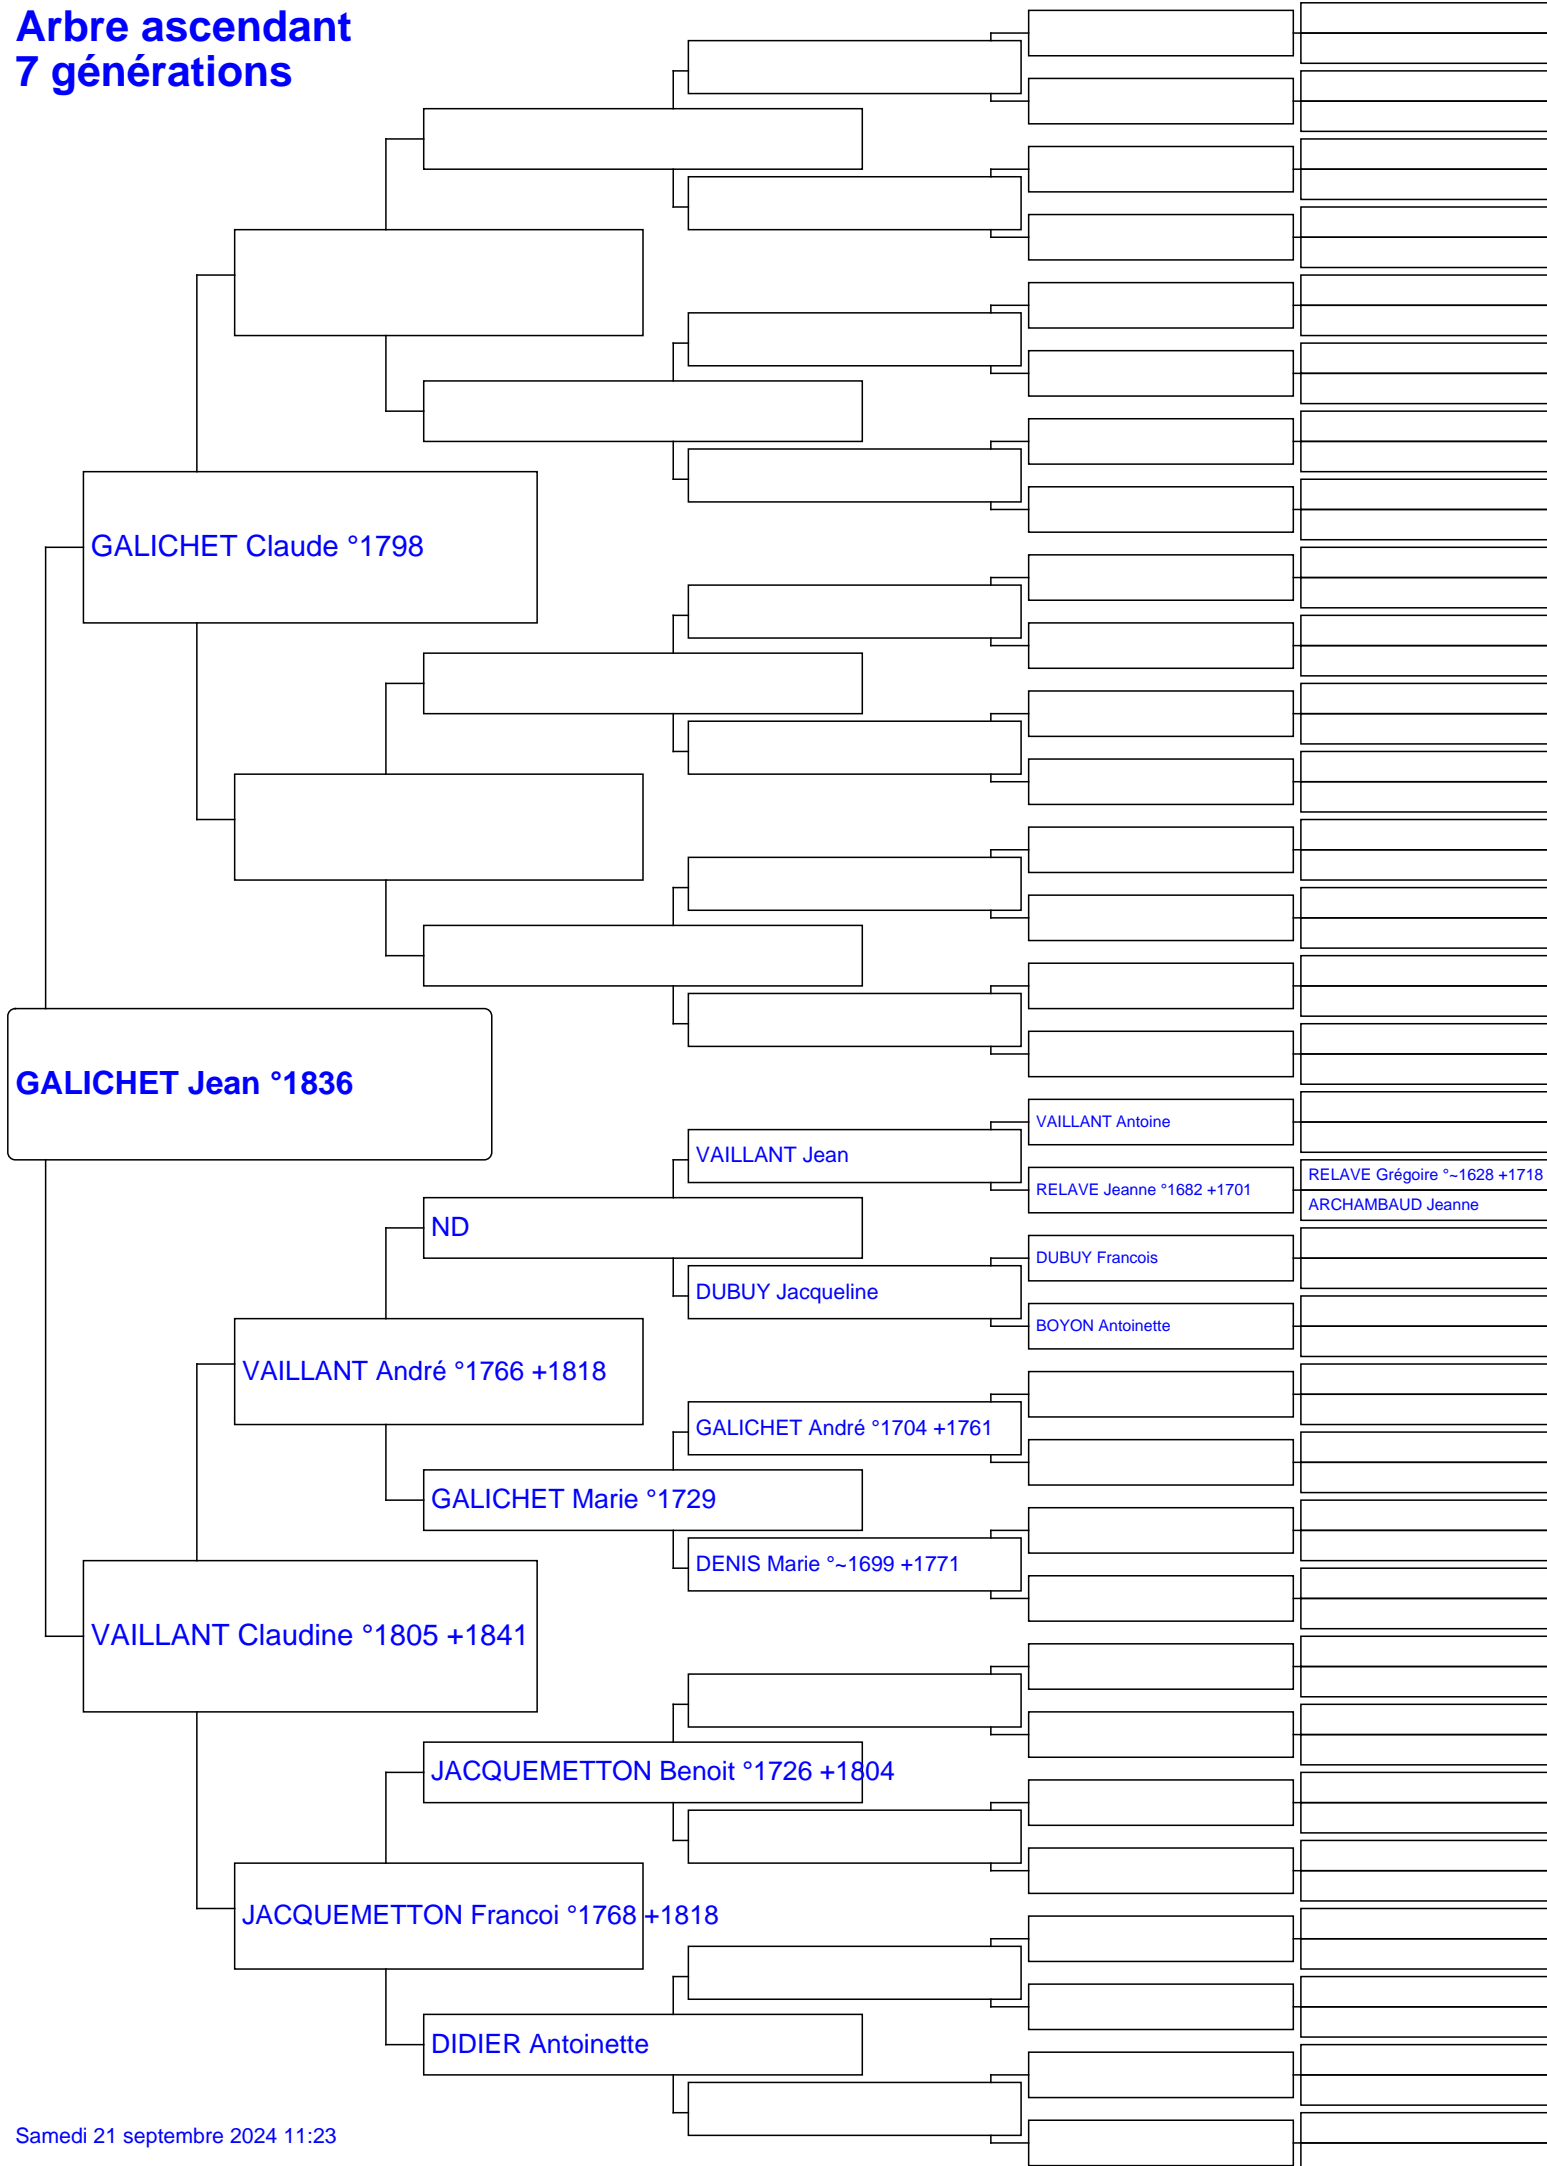 Arbre ascendant
7 générations
GALICHET Claude °1798
GALICHET Jean °1836
VAILLANT Antoine
VAILLANT Jean
RELAVE Grégoire °~1628 +1718
RELAVE Jeanne °1682 +1701
ARCHAMBAUD Jeanne
ND
DUBUY Francois
DUBUY Jacqueline
BOYON Antoinette
VAILLANT André °1766 +1818
GALICHET André °1704 +1761
GALICHET Marie °1729
DENIS Marie °~1699 +1771
VAILLANT Claudine °1805 +1841
JACQUEMETTON Benoit °1726 +1804
JACQUEMETTON Francoi °1768 +1818
DIDIER Antoinette
Samedi 21 septembre 2024 11:23